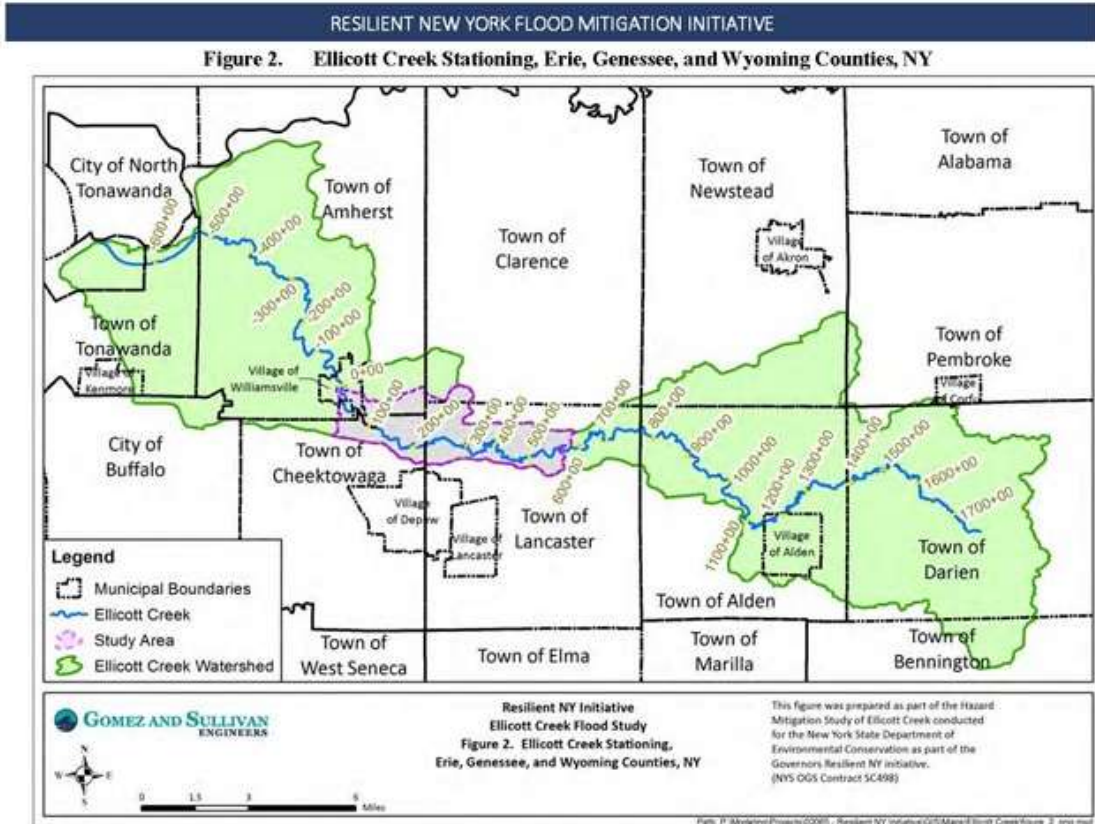 RESILIENT NEW YORK FLOOD MITIGATION INITIATIVE
Figure 2. Ellicott Creek Stationing, Erie, Genessee, and Wyoming Counties, NY
City of North
Tonawanda
Town of
Amherst
Town of
Clarence
Town of
Newstead
Town of
Alabama
Village
of Akron
-600+00
-500+00
-400+00
-300+00
-200+00
-100+00
0+00
100+00
200+00
300+00
400+00
500+00
600+00
700+00
800+00
900+00
1000+00
1100+00
1200+00
1300+00
1400+00
1500+00
1600+00
1700+00
Town of
Tonawanda
Village of
Kenmore
Village of
Williamsville
Town of
Pembroke
Village
of Corfu
City of
Buffalo
Town of
Cheektowaga
Village
of Depew
Village of
Lancaster
Town of
Lancaster
Village
of Alden
Town of
Darien
Town of Alden
Town of
West Seneca
Town of Elma
Town of
Marilla
Town of
Bennington
Legend
Municipal Boundaries
Ellicott Creek
Study Area
Ellicott Creek Watershed
GOMEZ AND SULLIVAN
ENGINEERS
N
W E
S
0 1.5 3 6
Miles
Resilient NY Initiative
Ellicott Creek Flood Study
Figure 2. Ellicott Creek Stationing,
Erie, Genessee, and Wyoming Counties, NY
This figure was prepared as part of the Hazard
Mitigation Study of Ellicott Creek conducted
for the New York State Department of
Environmental Conservation as part of the
Governors Resilient NY initiative.
(NYS OGS Contract SC498)